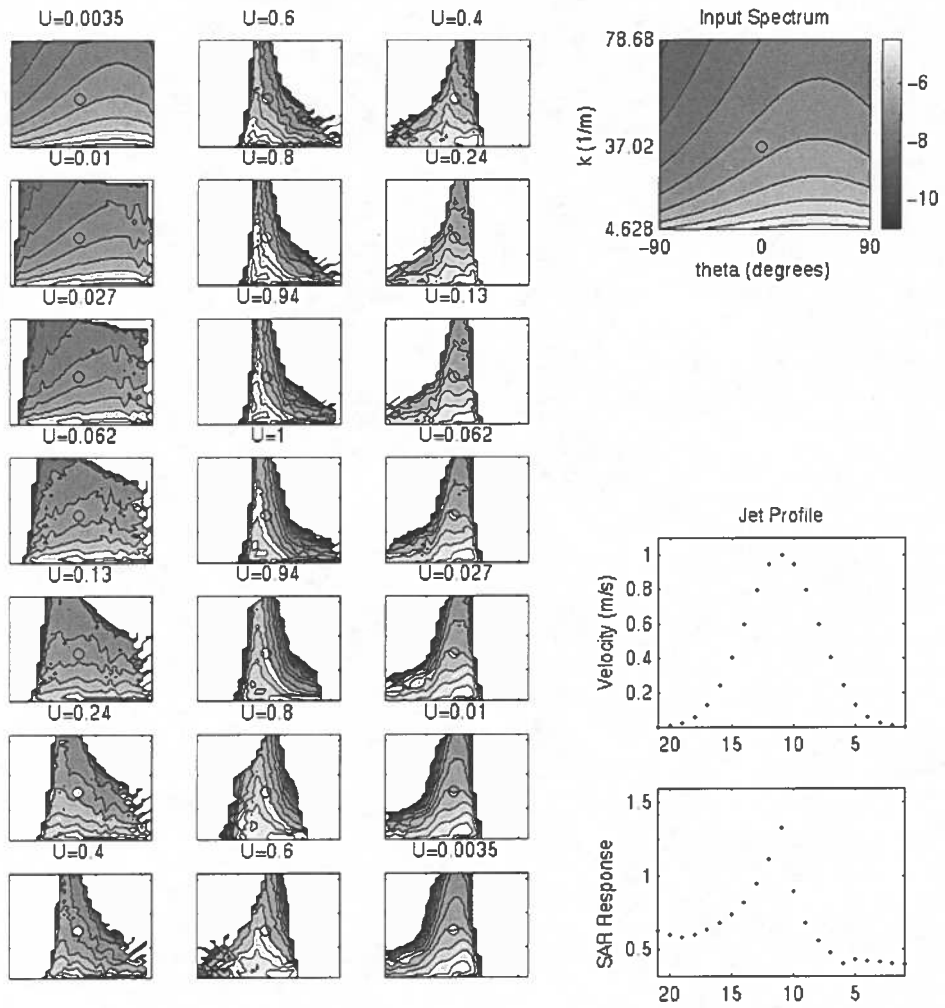 U=0.0035
U=0.01
U=0.027
U=0.062
U=0.13
U=0.24
U=0.4
U=0.6
U=0.8
U=0.94
U=1
U=0.94
U=0.8
U=0.6
U=0.4
U=0.24
U=0.13
U=0.062
U=0.027
U=0.01
U=0.0035
Input Spectrum
78.68
37.02
4.628
k (1/m)
-90
0
90
theta (degrees)
-6
-8
-10
Jet Profile
1
0.8
0.6
0.4
0.2
Velocity (m/s)
20
15
10
5
1.5
1
0.5
SAR Response
20
15
10
5